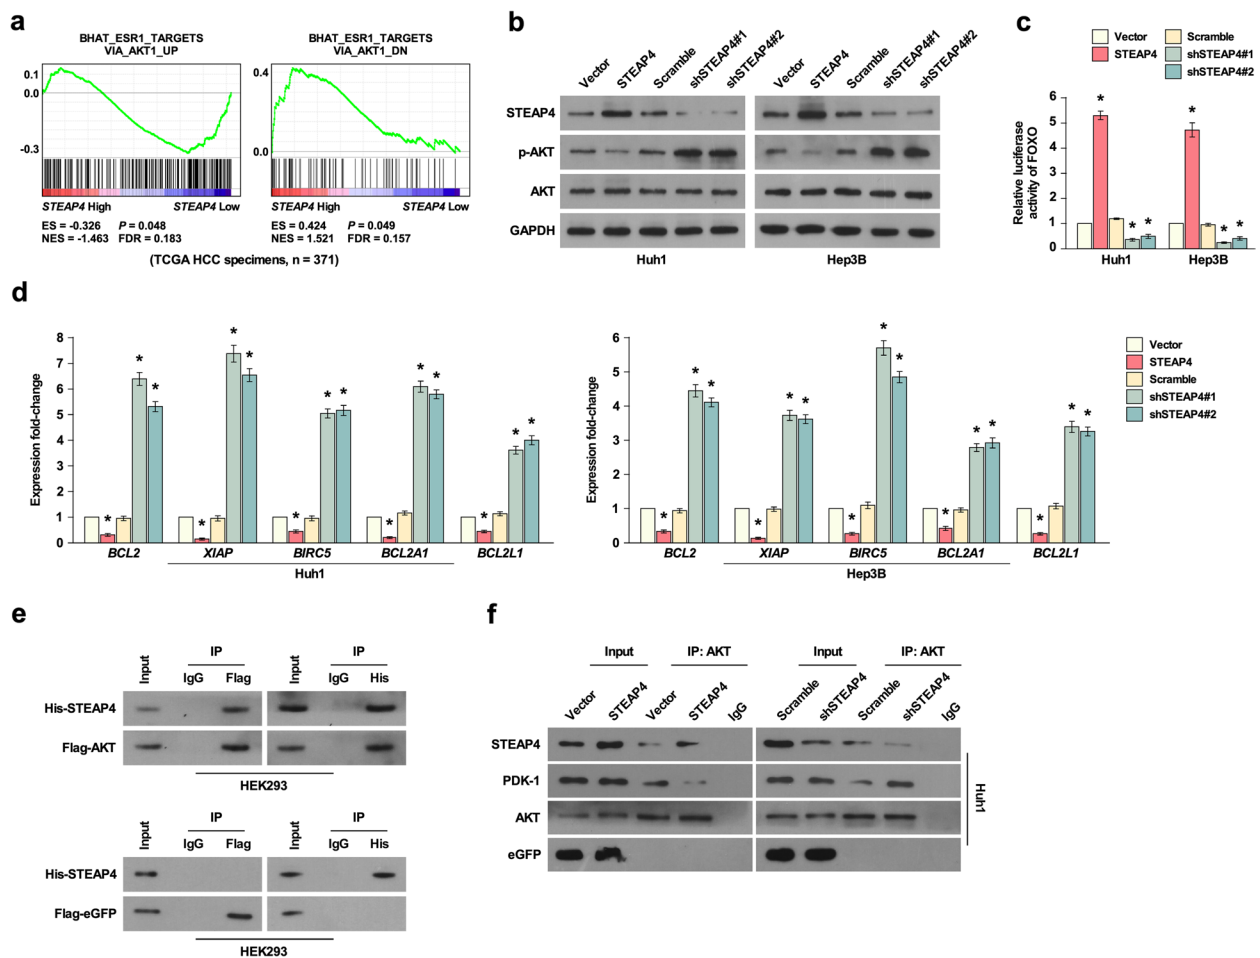 a
BHAT_ESR1_TARGETS
VIA_AKT1_UP
0.1
0.0
-0.3
STEAP4 High
STEAP4 Low
ES = -0.326
P = 0.048
NES = -1.463
FDR = 0.183
BHAT_ESR1_TARGETS
VIA_AKT1_DN
0.4
0.0
STEAP4 High
STEAP4 Low
ES = 0.424
P = 0.049
NES = 1.521
FDR = 0.157
(TCGA HCC specimens, n = 371)
b
Vector
STEAP4
Scramble
shSTEAP4#1
shSTEAP4#2
Vector
STEAP4
Scramble
shSTEAP4#1
shSTEAP4#2
STEAP4
p-AKT
AKT
GAPDH
Huh1
Hep3B
c
Vector
STEAP4
Scramble
shSTEAP4#1
shSTEAP4#2
Relative luciferase
activity of FOXO
6
5
4
3
2
1
0
* * * * * *
Huh1
Hep3B
d
Expression fold-change
8
7
6
5
4
3
2
1
0
* * * * * * * * * * * * * * *
BCL2
XIAP
BIRC5
BCL2A1
BCL2L1
Huh1
Expression fold-change
6
4
2
1
0
* * * * * * * * * * * * * * *
BCL2
XIAP
BIRC5
BCL2A1
BCL2L1
Hep3B
Vector
STEAP4
Scramble
shSTEAP4#1
shSTEAP4#2
e
Input
IP
IgG
Flag
Input
IP
IgG
His
His-STEAP4
Flag-AKT
HEK293
Input
IP
IgG
Flag
Input
IP
IgG
His
His-STEAP4
Flag-eGFP
HEK293
f
Input
IP: AKT
Input
IP: AKT
Vector
STEAP4
Vector
STEAP4
IgG
Scramble
shSTEAP4
Scramble
shSTEAP4
IgG
STEAP4
PDK-1
AKT
eGFP
Huh1